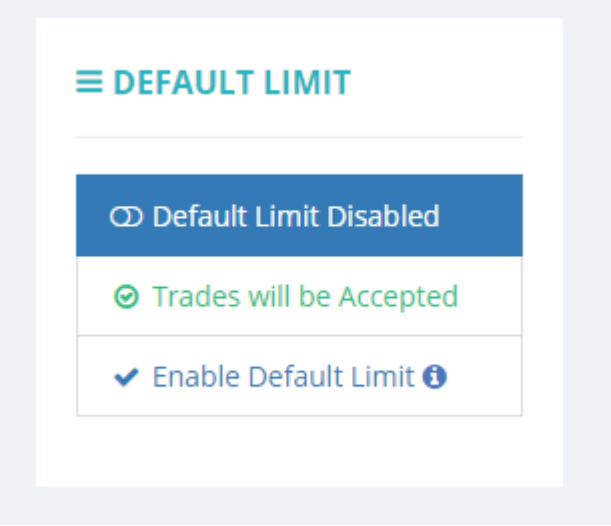 DEFAULT LIMIT
Default Limit Disabled
Trades will be Accepted
Enable Default Limit